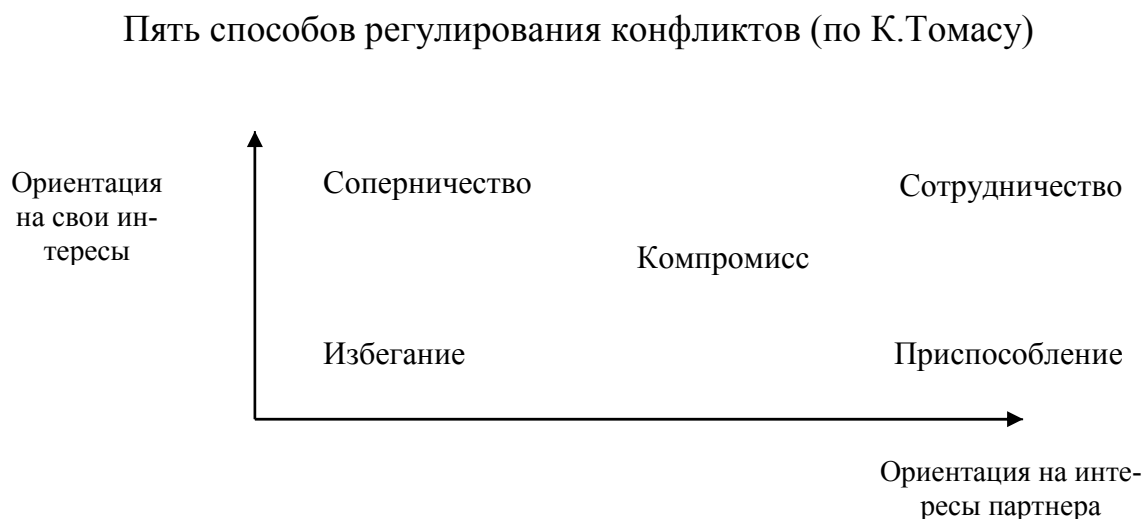 Пять способов регулирования конфликтов (по К.Томасу)
Ориентация
на свои ин-
тересы
Соперничество
Сотрудничество
Компромисс
Избегание
Приспособление
Ориентация на инте-
ресы партнера